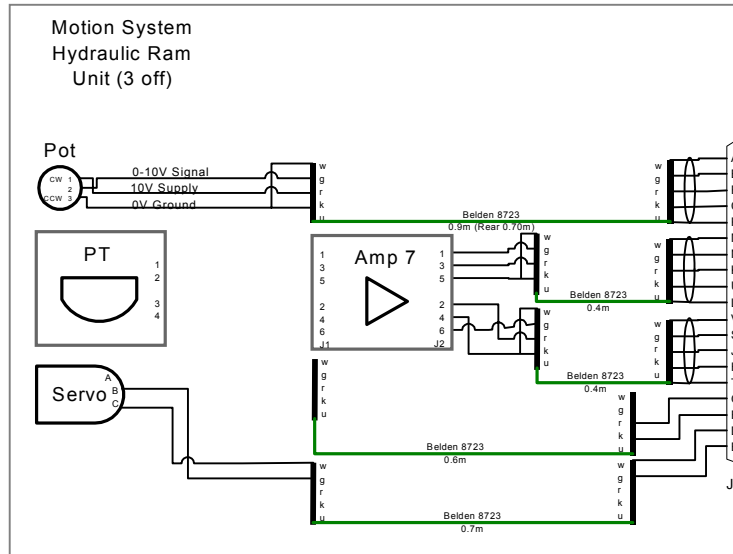 Motion System
Hydraulic Ram
Unit (3 off)
Pot
CW 1
2
CCW 3
0-10V Signal
10V Supply
0V Ground
w
g
r
k
u
Belden 8723
0.9m (Rear 0.70m)
w
g
r
k
u
PT
1
2
3
4
Amp 7
1
3
5
2
4
6
J1
1
3
5
2
4
6
J2
w
g
r
k
u
Belden 8723
0.4m
w
g
r
k
u
w
g
r
k
u
Belden 8723
0.4m
w
g
r
k
u
Servo
A
B
C
w
g
r
k
u
Belden 8723
0.6m
w
g
r
k
u
w
g
r
k
u
Belden 8723
0.7m
w
g
r
k
u